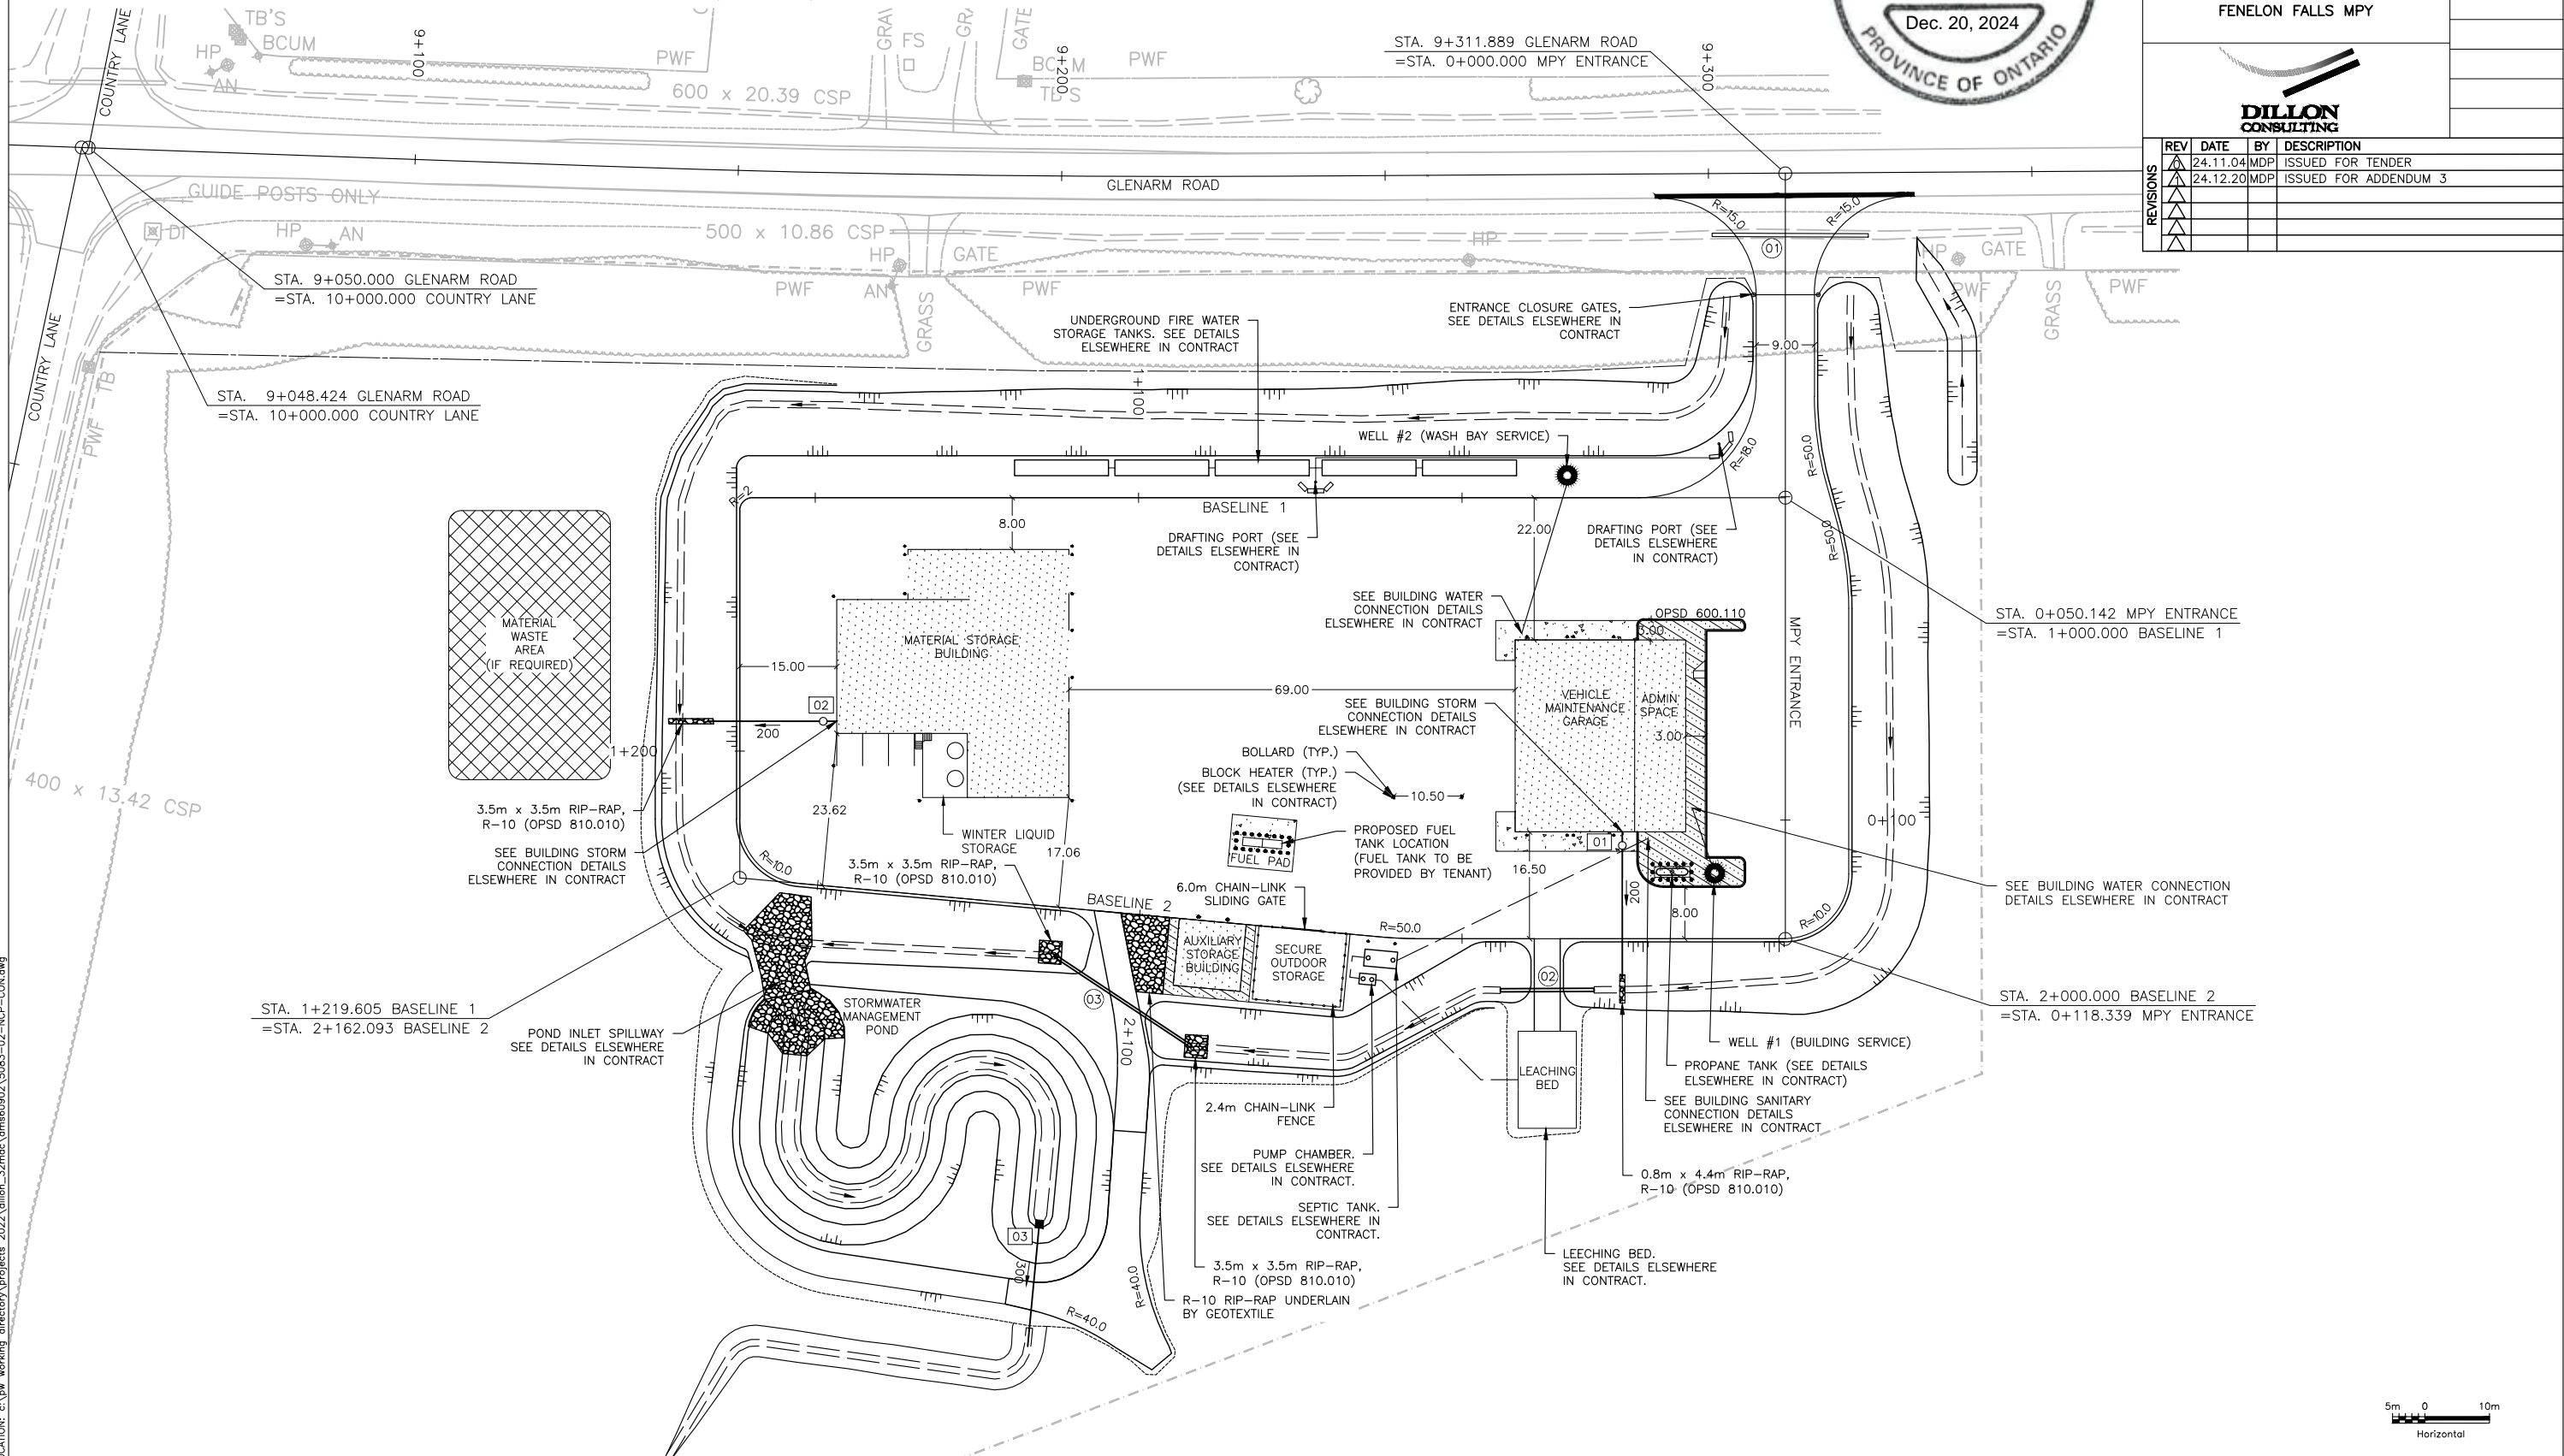 TB'S
BCUM
HP
AN
COUNTRY LANE
9+100
PWF
600 x 20.39 CSP
FS
GATE
9+200
TB'S
PWF
STA. 9+311.889 GLENARM ROAD
=STA. 0+000.000 MPY ENTRANCE
9+300
Dec. 20, 2024
PROVINCE OF ONTARIO
FENELON FALLS MPY
DILLON
CONSULTING
REVISIONS
REV DATE BY DESCRIPTION
0 24.11.04 MDP ISSUED FOR TENDER
1 24.12.20 MDP ISSUED FOR ADDENDUM 3
GLENARM ROAD
GUIDE POSTS ONLY
DI
HP
AN
500 x 10.86 CSP
HP
GATE
AN
PWF
PWF
GRASS
HP
R=15.0
R=15.0
01
HP
GATE
PWF
GRASS
PWF
STA. 9+050.000 GLENARM ROAD
=STA. 10+000.000 COUNTRY LANE
COUNTRY LANE
TB
PWF
STA. 9+048.424 GLENARM ROAD
=STA. 10+000.000 COUNTRY LANE
UNDERGROUND FIRE WATER
STORAGE TANKS. SEE DETAILS
ELSEWHERE IN CONTRACT
ENTRANCE CLOSURE GATES,
SEE DETAILS ELSEWHERE IN
CONTRACT
9.00
1+100
WELL #2 (WASH BAY SERVICE)
R=18.0
R=50.0
R=50.0
R=2
BASELINE 1
8.00
22.00
DRAFTING PORT (SEE
DETAILS ELSEWHERE IN
CONTRACT)
DRAFTING PORT (SEE
DETAILS ELSEWHERE
IN CONTRACT)
SEE BUILDING WATER
CONNECTION DETAILS
ELSEWHERE IN CONTRACT
OPSD 600.110
3.00
STA. 0+050.142 MPY ENTRANCE
=STA. 1+000.000 BASELINE 1
MATERIAL
WASTE
AREA
(IF REQUIRED)
MATERIAL STORAGE
BUILDING
15.00
69.00
VEHICLE
MAINTENANCE
GARAGE
ADMIN
SPACE
3.00
MPY ENTRANCE
02
200
1+200
SEE BUILDING STORM
CONNECTION DETAILS
ELSEWHERE IN CONTRACT
BOLLARD (TYP.)
BLOCK HEATER (TYP.)
(SEE DETAILS ELSEWHERE
IN CONTRACT)
10.50
400 x 13.42 CSP
3.5m x 3.5m RIP-RAP,
R-10 (OPSD 810.010)
23.62
WINTER LIQUID
STORAGE
17.06
FUEL PAD
PROPOSED FUEL
TANK LOCATION
(FUEL TANK TO BE
PROVIDED BY TENANT)
01
16.50
200
8.00
0+100
SEE BUILDING STORM
CONNECTION DETAILS
ELSEWHERE IN CONTRACT
R=10.0
3.5m x 3.5m RIP-RAP,
R-10 (OPSD 810.010)
6.0m CHAIN-LINK
SLIDING GATE
BASELINE 2
R=50.0
R=10.0
SEE BUILDING WATER CONNECTION
DETAILS ELSEWHERE IN CONTRACT
AUXILIARY
STORAGE
BUILDING
SECURE
OUTDOOR
STORAGE
02
STA. 1+219.605 BASELINE 1
=STA. 2+162.093 BASELINE 2
POND INLET SPILLWAY
SEE DETAILS ELSEWHERE
IN CONTRACT
STORMWATER
MANAGEMENT
POND
03
2+100
STA. 2+000.000 BASELINE 2
=STA. 0+118.339 MPY ENTRANCE
WELL #1 (BUILDING SERVICE)
PROPANE TANK (SEE DETAILS
ELSEWHERE IN CONTRACT)
LEACHING
BED
SEE BUILDING SANITARY
CONNECTION DETAILS
ELSEWHERE IN CONTRACT
2.4m CHAIN-LINK
FENCE
PUMP CHAMBER.
SEE DETAILS ELSEWHERE
IN CONTRACT.
0.8m x 4.4m RIP-RAP,
R-10 (OPSD 810.010)
SEPTIC TANK.
SEE DETAILS ELSEWHERE IN
CONTRACT.
03
300
LEECHING BED.
SEE DETAILS ELSEWHERE
IN CONTRACT.
3.5m x 3.5m RIP-RAP,
R-10 (OPSD 810.010)
R=40.0
R=40.0
R-10 RIP-RAP UNDERLAIN
BY GEOTEXTILE
5m 0 10m
Horizontal